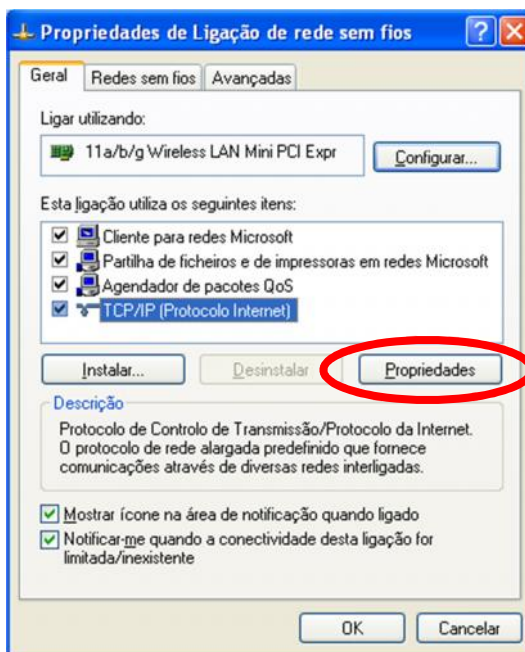 Propriedades de Ligação de rede sem fios
Geral Redes sem fios Avançadas
Ligar utilizando:
11a/b/g Wireless LAN Mini PCI Expr Configurar...
Esta ligação utiliza os seguintes itens:
Cliente para redes Microsoft
Partilha de ficheiros e de impressoras em redes Microsoft
Agendador de pacotes QoS
TCP/IP (Protocolo Internet)
Instalar... Desinstalar Propriedades
Descrição
Protocolo de Controlo de Transmissão/Protocolo da Internet.
O protocolo de rede alargada predefinido que fornece
comunicações através de diversas redes interligadas.
Mostrar ícone na área de notificação quando ligado
Notificar-me quando a conectividade desta ligação for
limitada/inexistente
OK Cancelar